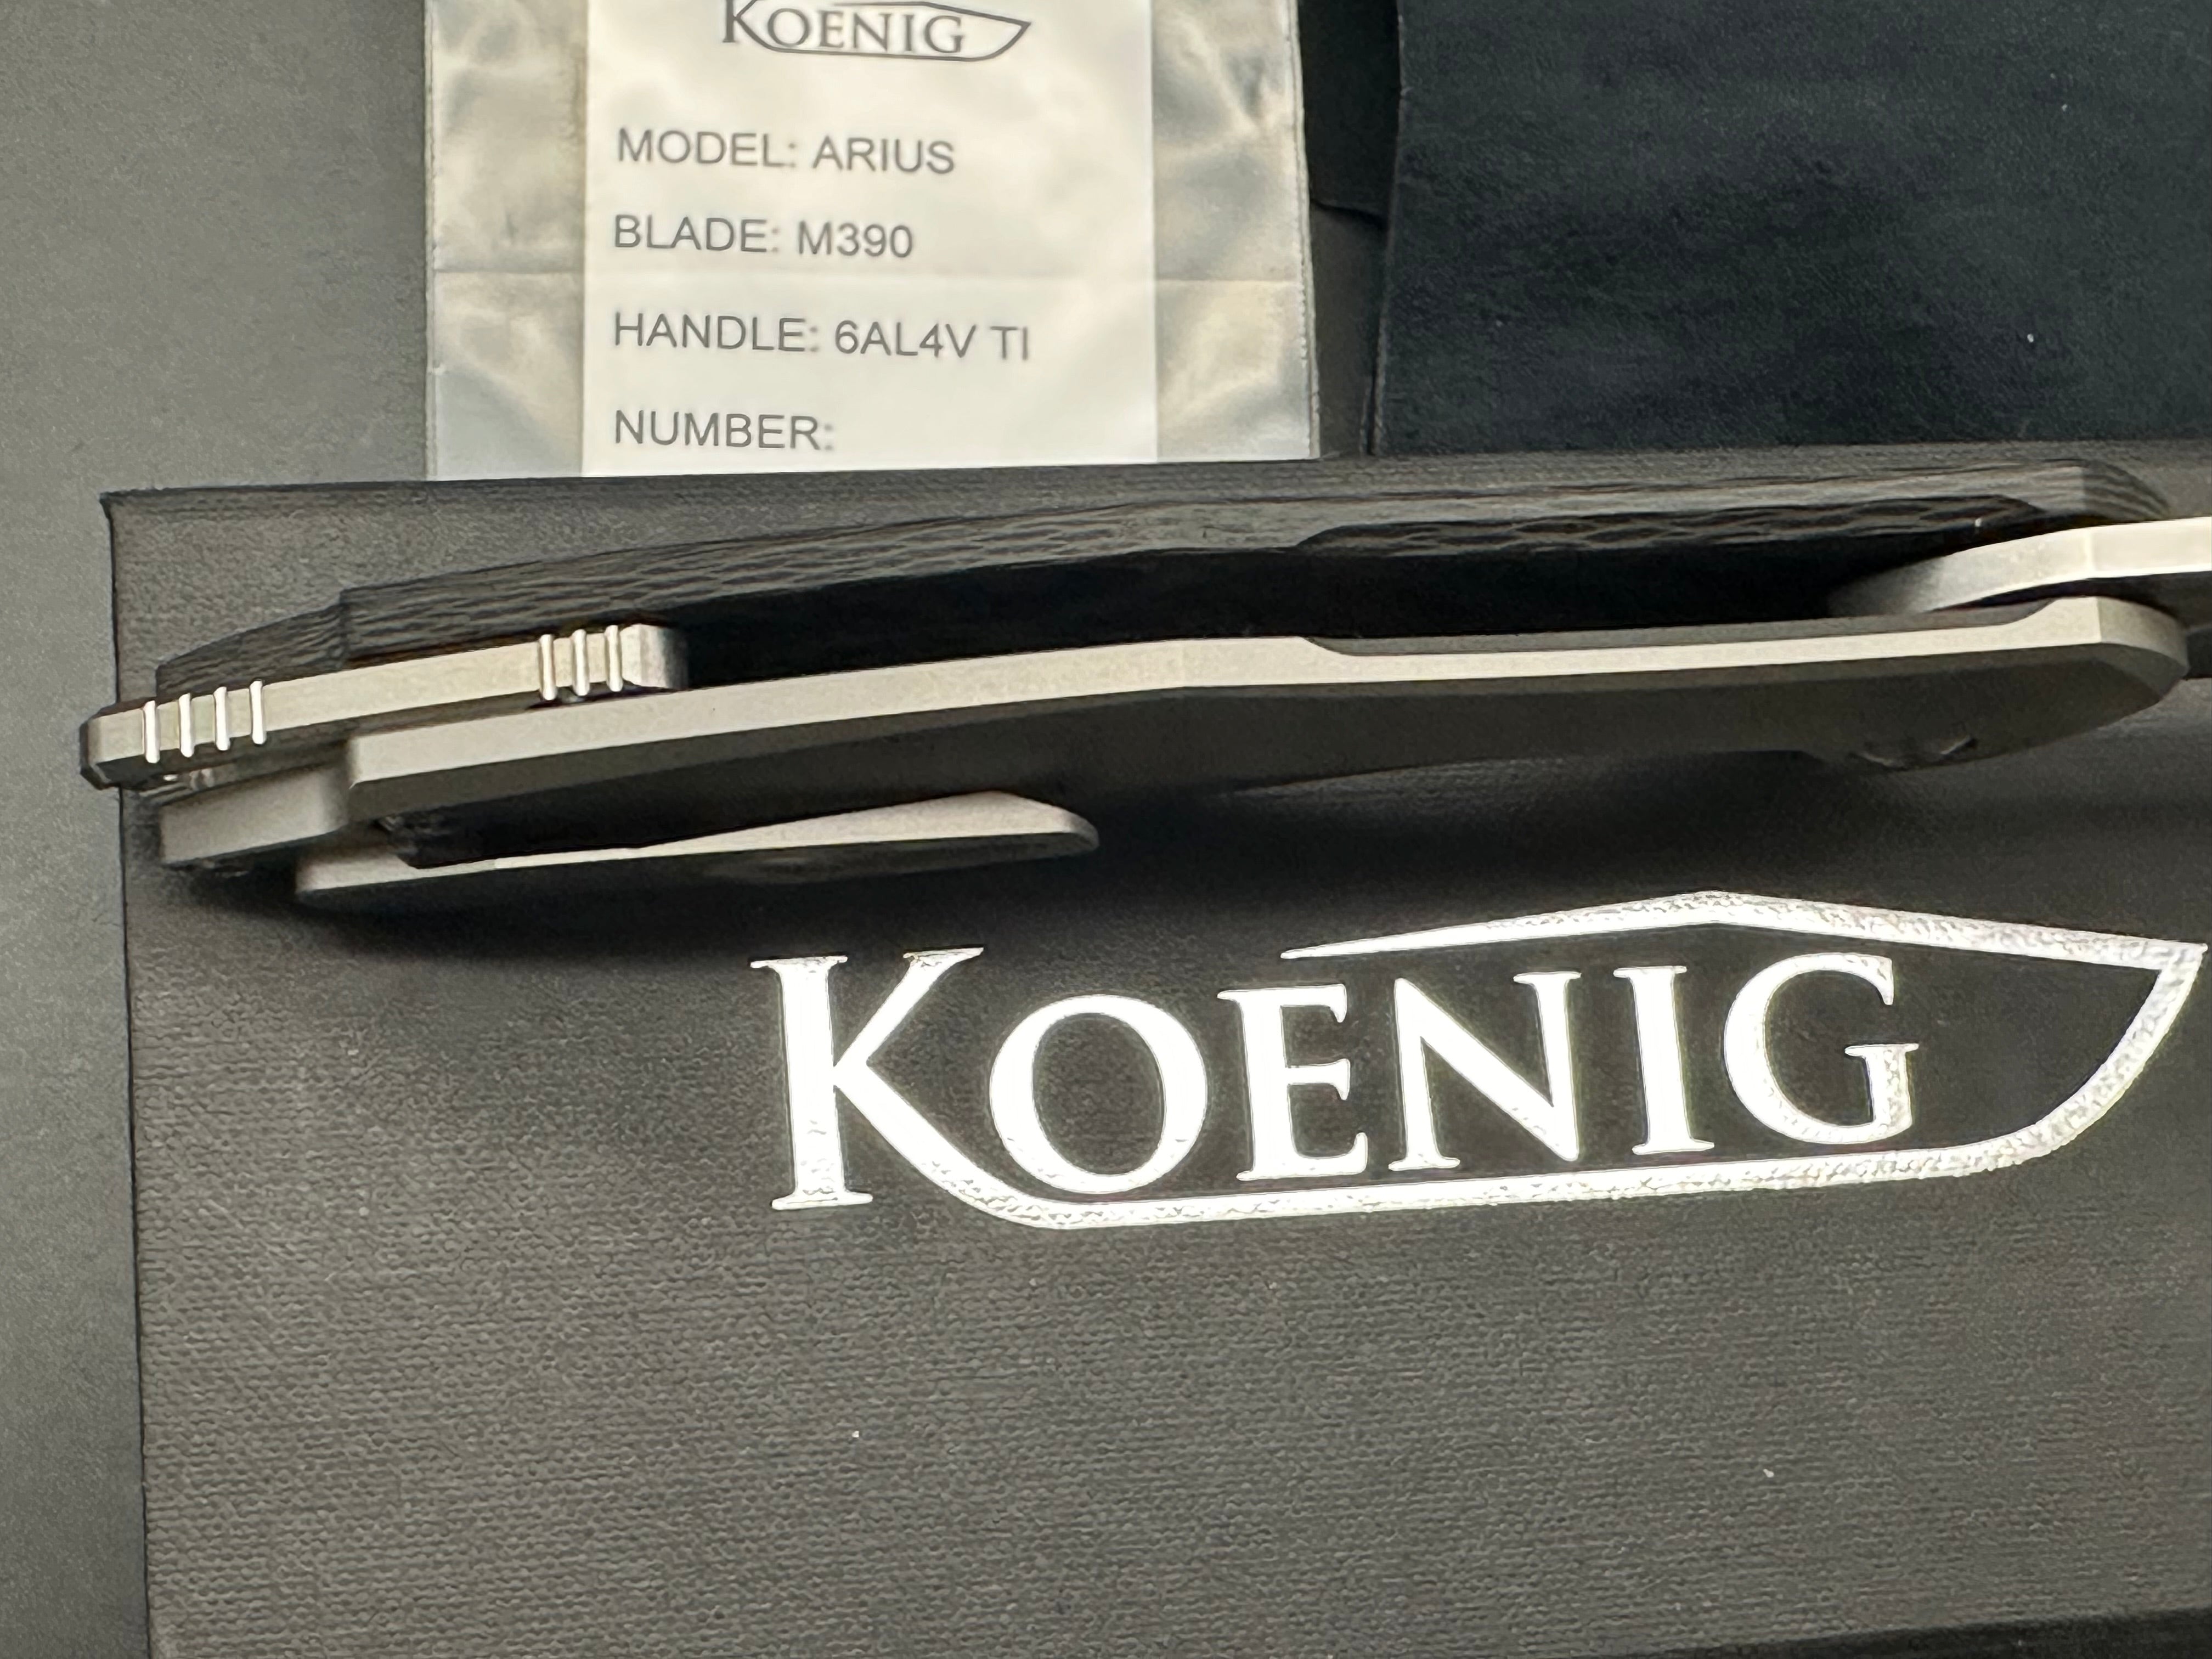 KOENIG
MODEL: ARIUS
BLADE: M390
HANDLE: 6AL4V TI
NUMBER:
KOENIG